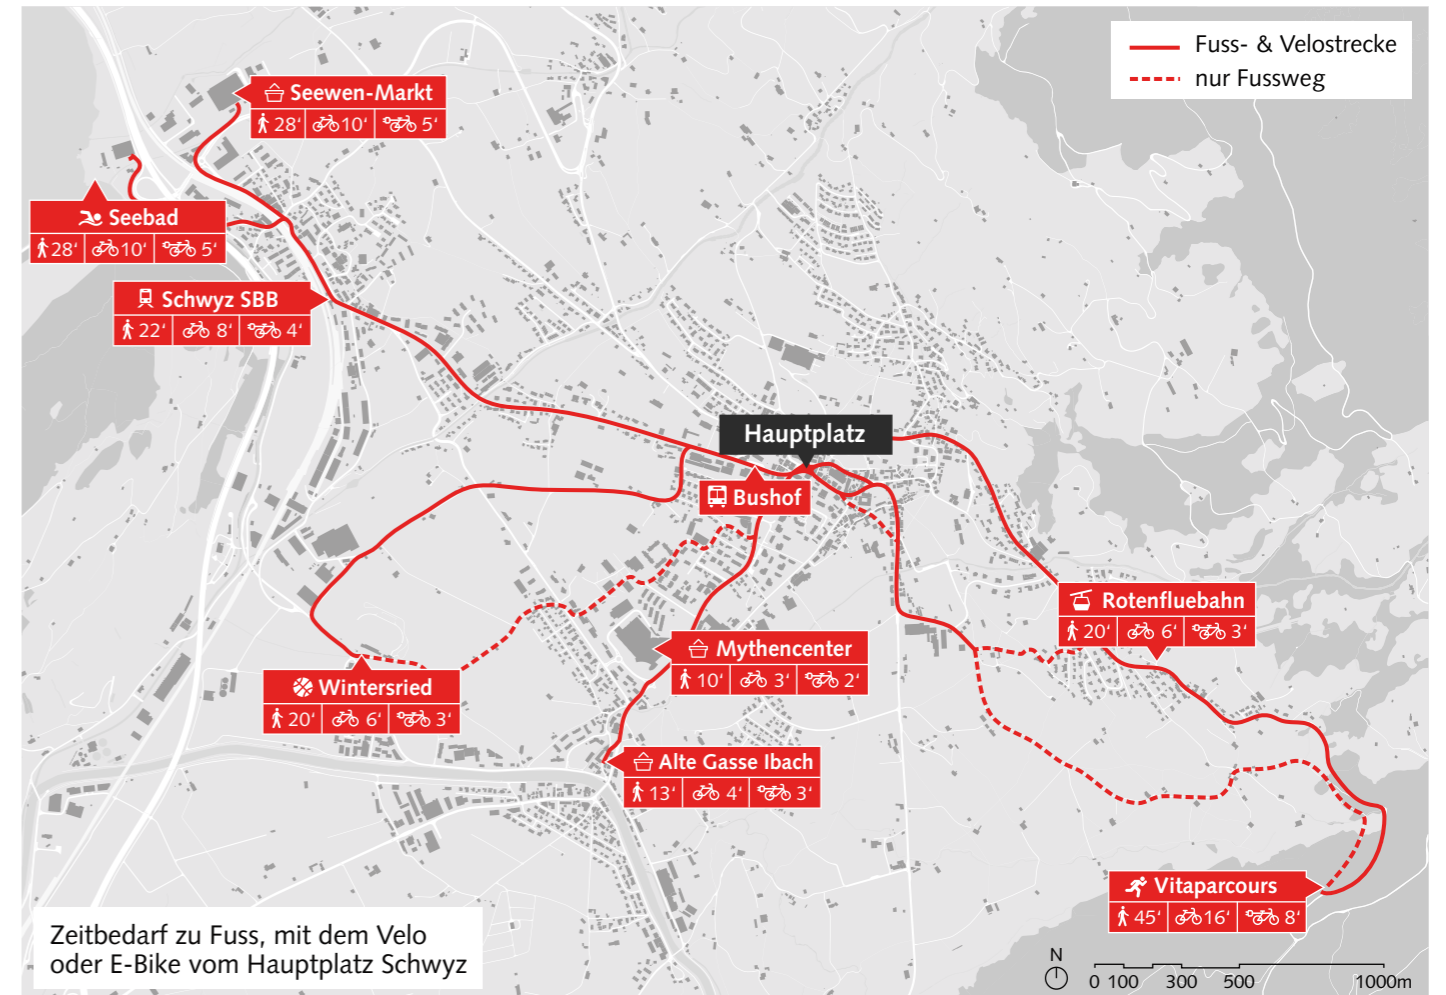 Fuss- & Velostrecke
nur Fussweg
Seewen-Markt
28‘ 10‘ 5‘
Seebad
28‘ 10‘ 5‘
Schwyz SBB
22‘ 8‘ 4‘
Hauptplatz
Bushof
Rotenfluebahn
20‘ 6‘ 3‘
Mythencenter
10‘ 3‘ 2‘
Wintersried
20‘ 6‘ 3‘
Alte Gasse Ibach
13‘ 4‘ 3‘
Vitaparcours
45‘ 16‘ 8‘
Zeitbedarf zu Fuss, mit dem Velo
oder E-Bike vom Hauptplatz Schwyz
N
0 100 300 500 1000m